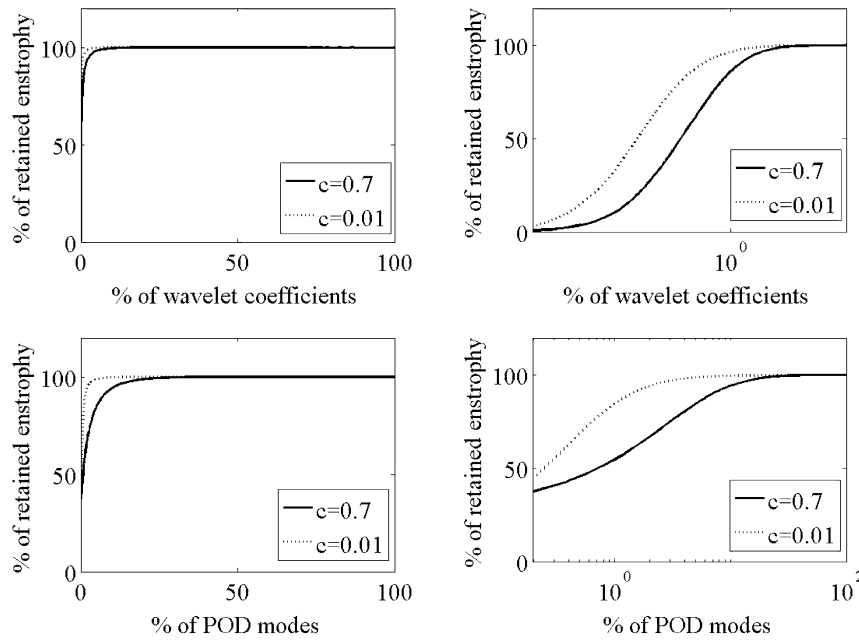 % of retained enstrophy
100
50
0
c=0.7
c=0.01
0 50 100
% of wavelet coefficients
% of retained enstrophy
100
50
0
c=0.7
c=0.01
10^0
% of wavelet coefficients
% of retained enstrophy
100
50
0
c=0.7
c=0.01
0 50 100
% of POD modes
% of retained enstrophy
100
50
0
c=0.7
c=0.01
10^0 10^2
% of POD modes